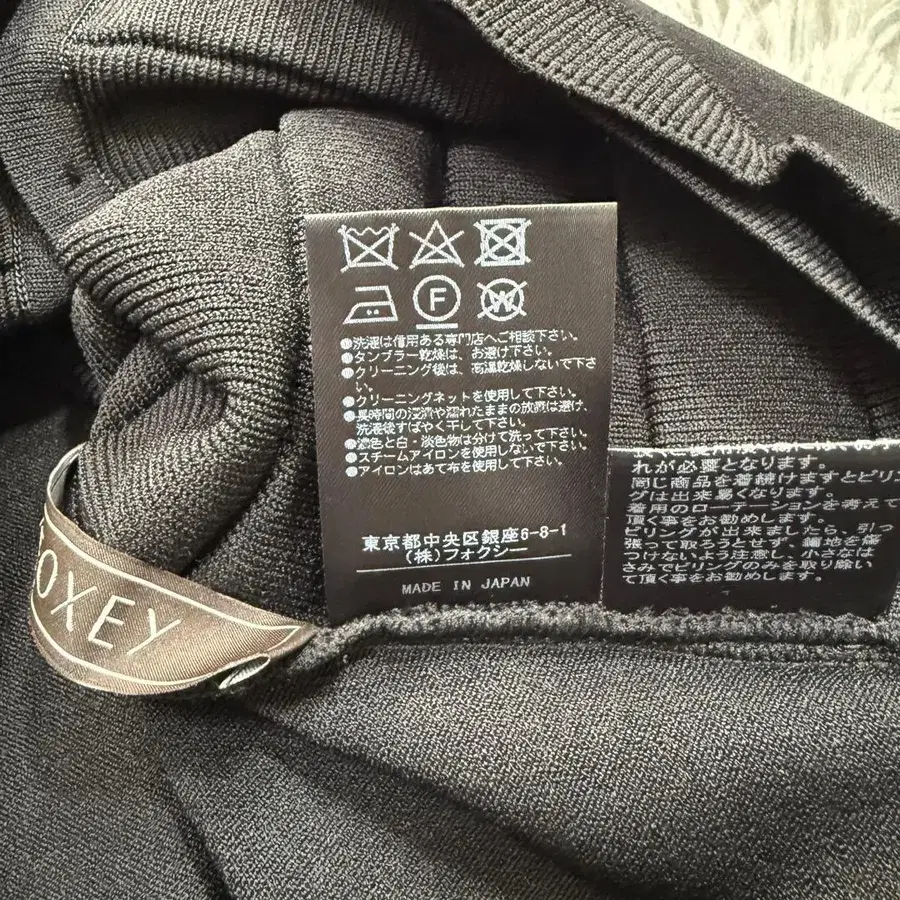 F
W
洗濯は信用ある専門店へご相談下さい。
タンブラー乾燥は、お避け下さい。
クリーニング後は、高温乾燥しないで下さ
い。
クリーニングネットを使用して下さい。
長時間の浸漬や濡れたままの放置は避け、
洗濯後すばやく干して下さい。
濃色と白・淡色物は分けて洗って下さい。
スチームアイロンを使用しないで下さい。
アイロンはあて布を使用して下さい。
東京都中央区銀座6-8-1
(株)フォクシー
MADE IN JAPAN
れが必要となります。
同じ商品を着続けますとピリン
グは出来易くなります。
着用のローテーションを考えて
頂く事をお勧めします。
ピリングが出来ましたら、引っ
張って取ろうとせず、編地を傷
つけないよう注意し、小さなは
さみでピリングのみを取り除い
て頂く事をお勧めします。
OXEY